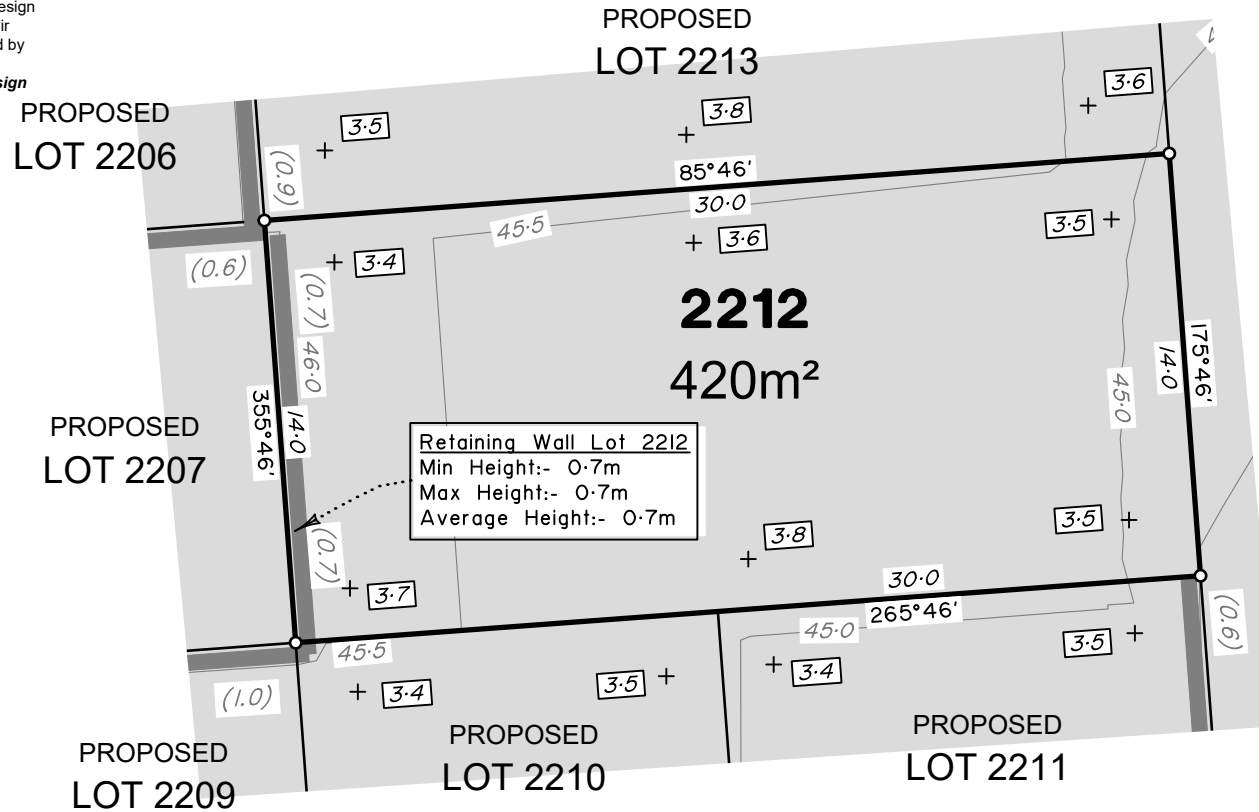 esign
ir
d by
sign
PROPOSED
LOT 2213
PROPOSED
LOT 2206
3·5
3·8
3·6
(0.9)
85°46'
30.0
45.5
(0.6)
3·4
3·6
3·5
(0.7)
46.0
2212
420m²
175°46'
14.0
45.0
355°46'
14.0
PROPOSED
LOT 2207
Retaining Wall Lot 2212
Min Height:- 0·7m
Max Height:- 0·7m
Average Height:- 0·7m
(0.7)
3·8
3·5
3·7
30.0
265°46'
45.5
45.0
(0.6)
3·5
(1.0)
3·4
3·5
3·4
PROPOSED
LOT 2209
PROPOSED
LOT 2210
PROPOSED
LOT 2211